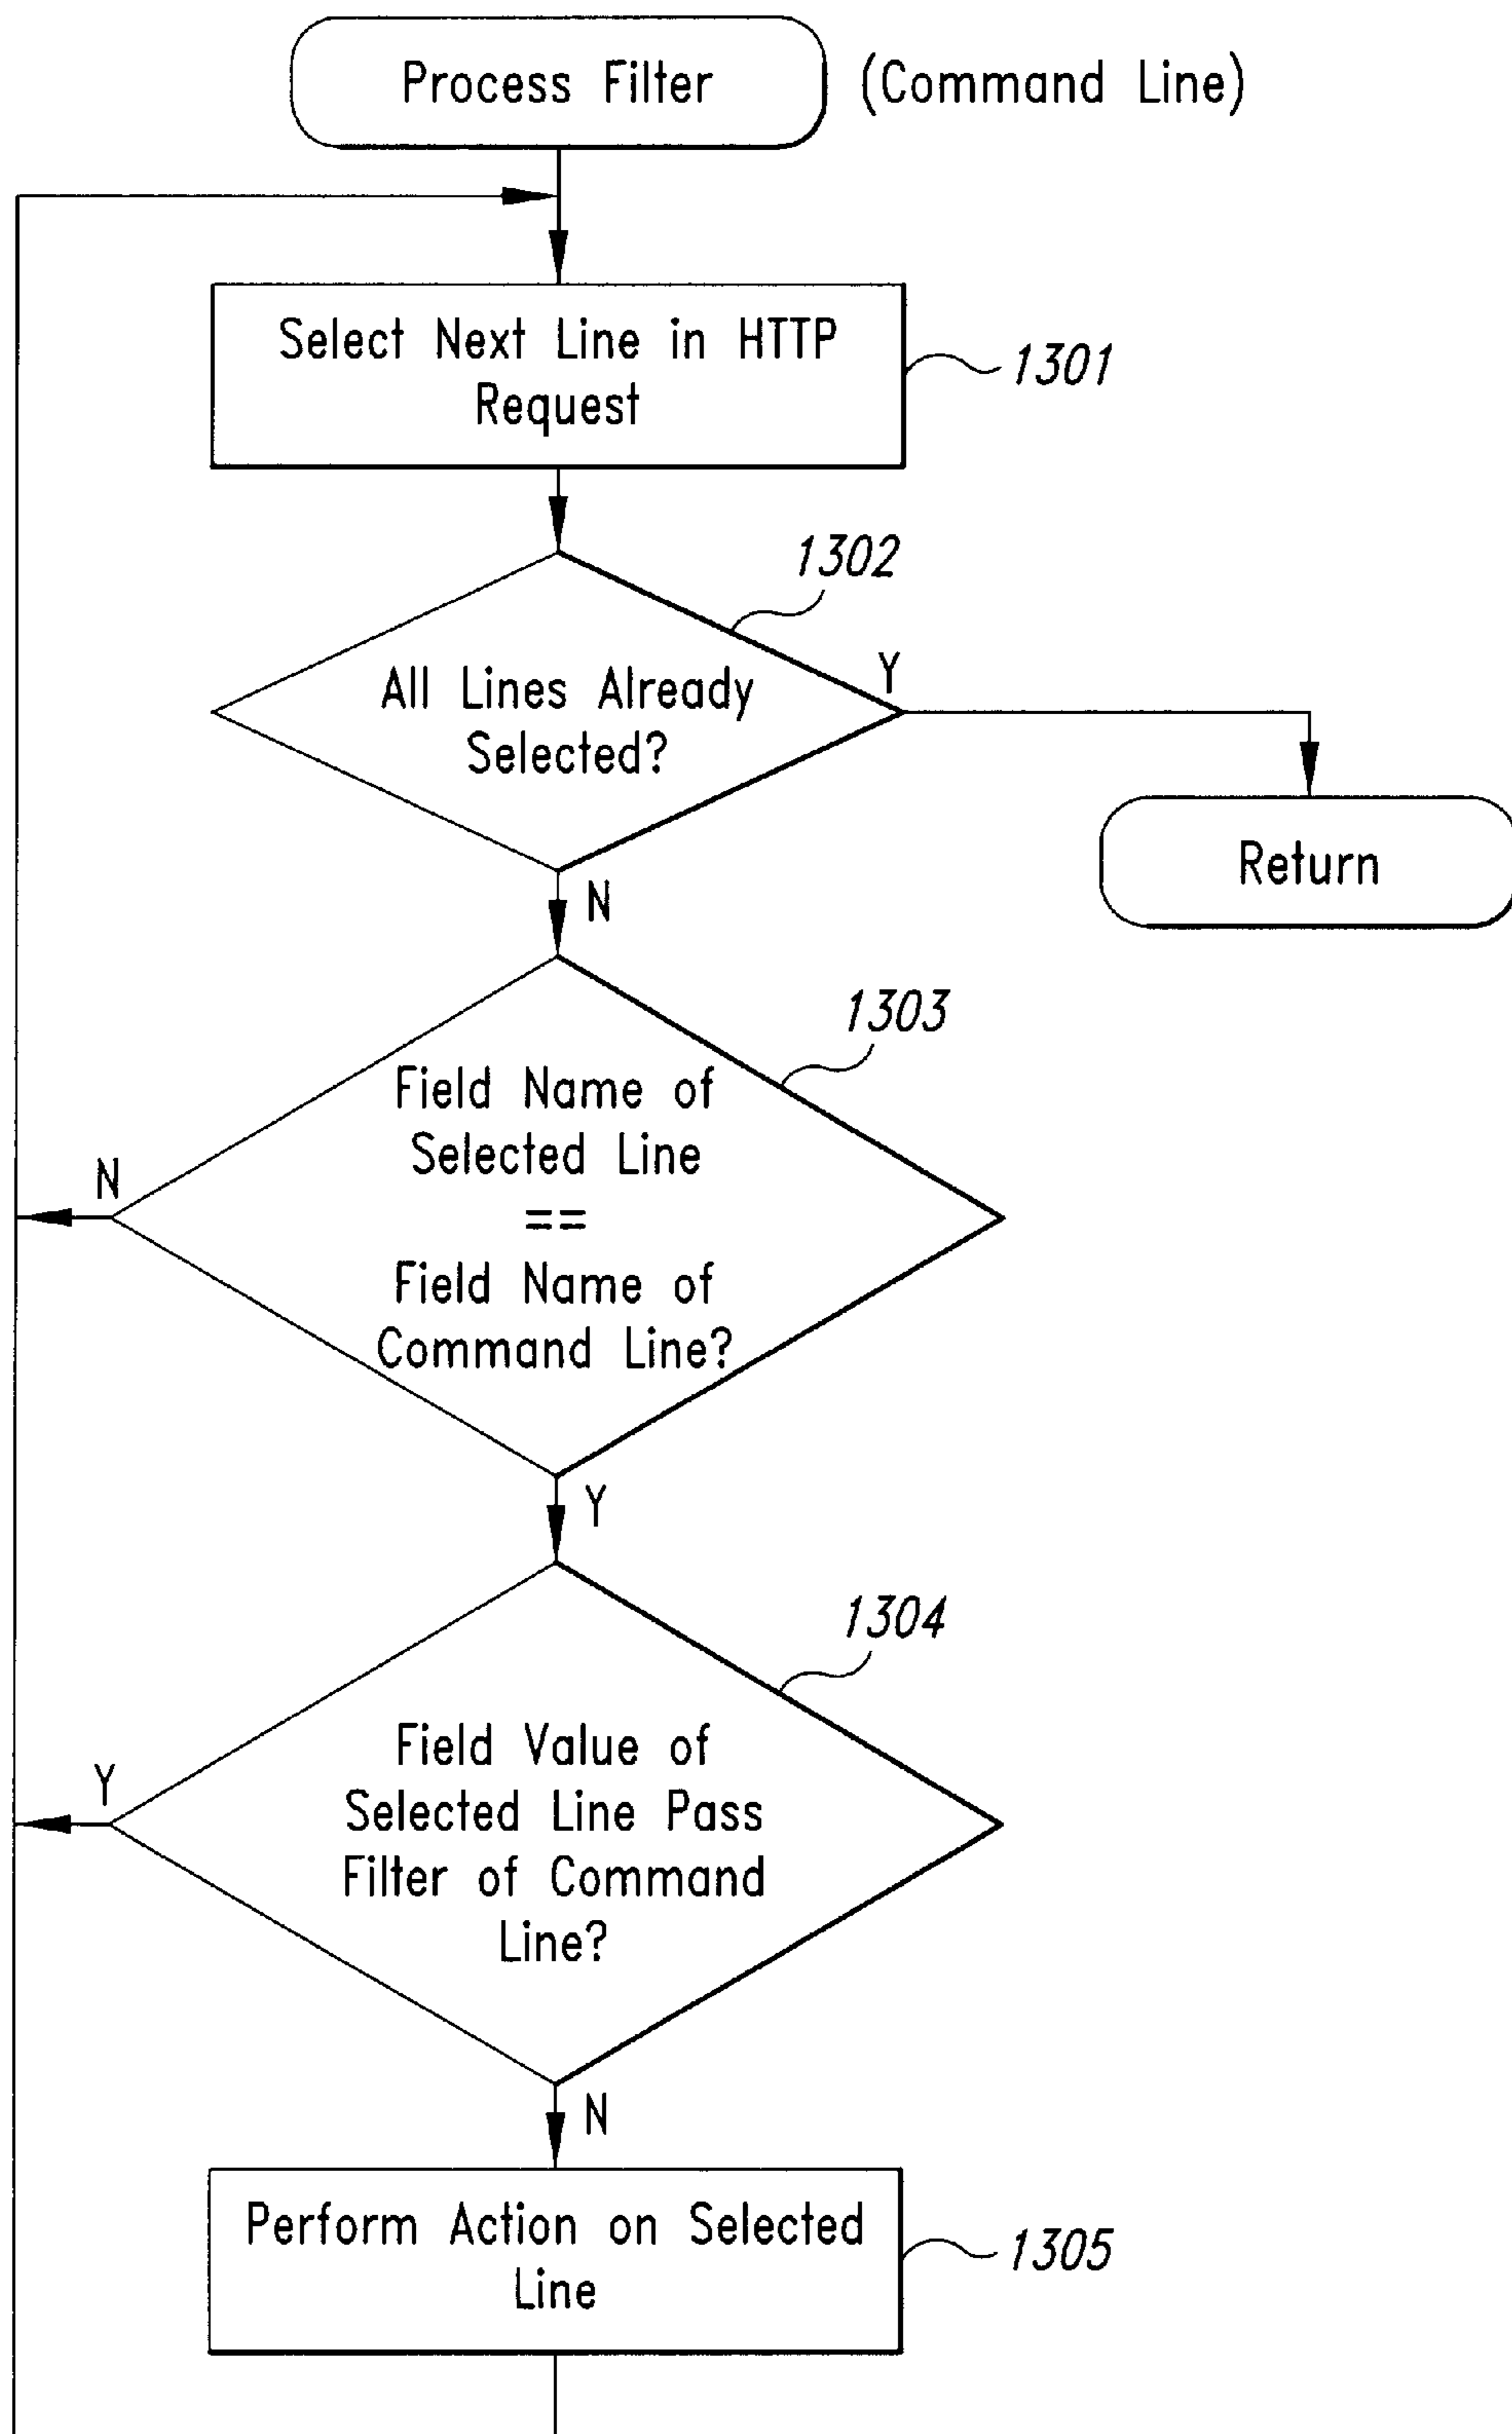 Process Filter (Command Line)
Select Next Line in HTTP
Request
1301
1302
All Lines Already
Selected?
Y
Return
N
1303
Field Name of
Selected Line
==
Field Name of
Command Line?
N
Y
1304
Field Value of
Selected Line Pass
Filter of Command
Line?
Y
N
Perform Action on Selected
Line
1305